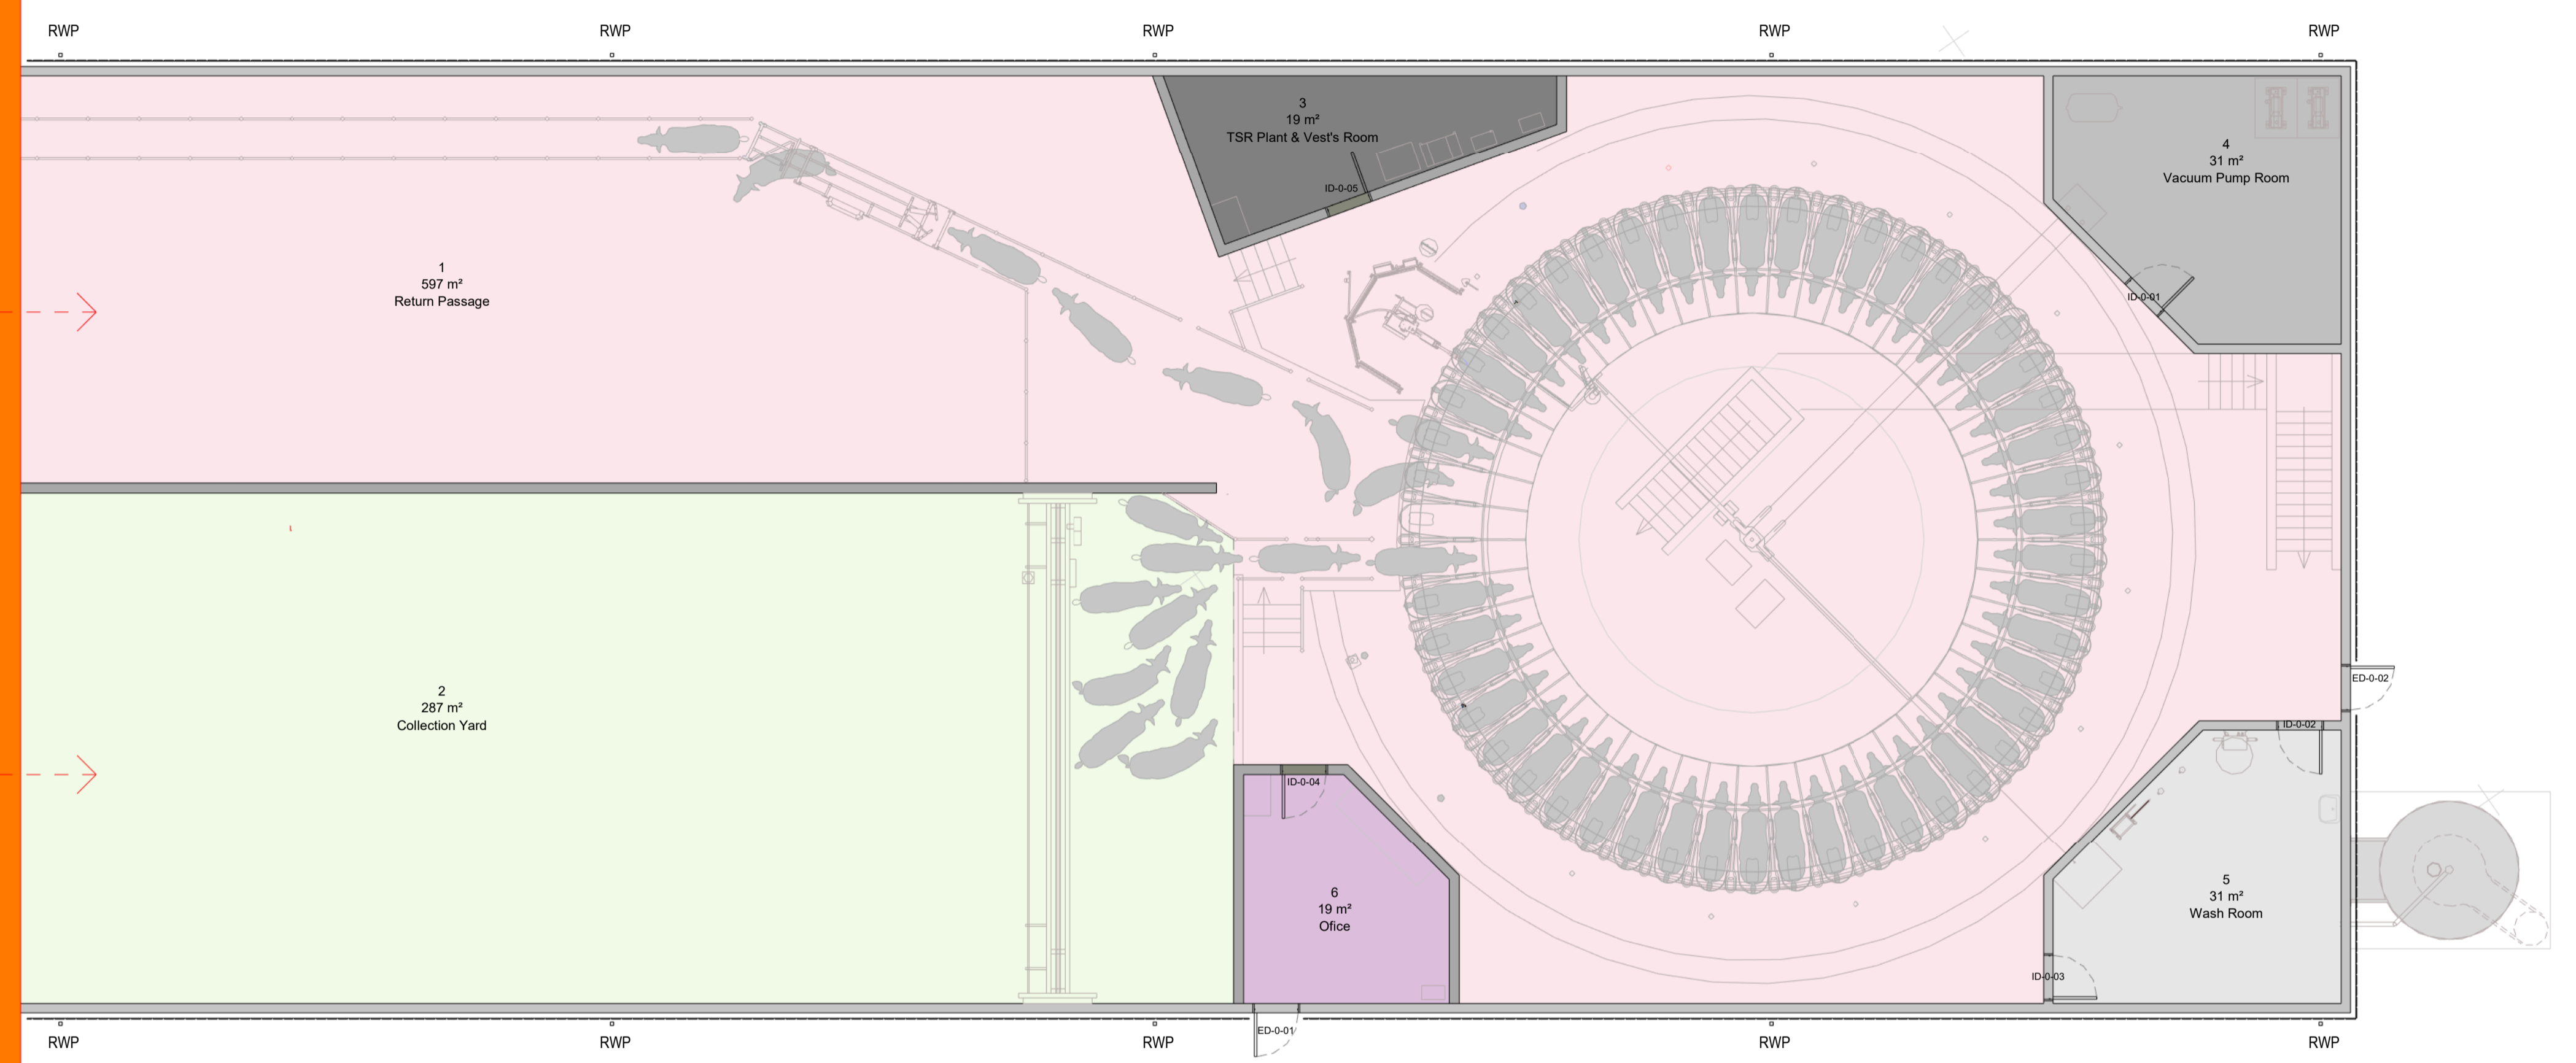 RWP
RWP
RWP
RWP
RWP
3
19 m²
TSR Plant & Vest's Room
ID-0-05
4
31 m²
Vacuum Pump Room
ID-0-01
1
597 m²
Return Passage
2
287 m²
Collection Yard
ED-0-02
ID-0-02
ID-0-04
6
19 m²
Ofice
5
31 m²
Wash Room
ID-0-03
ED-0-01
RWP
RWP
RWP
RWP
RWP